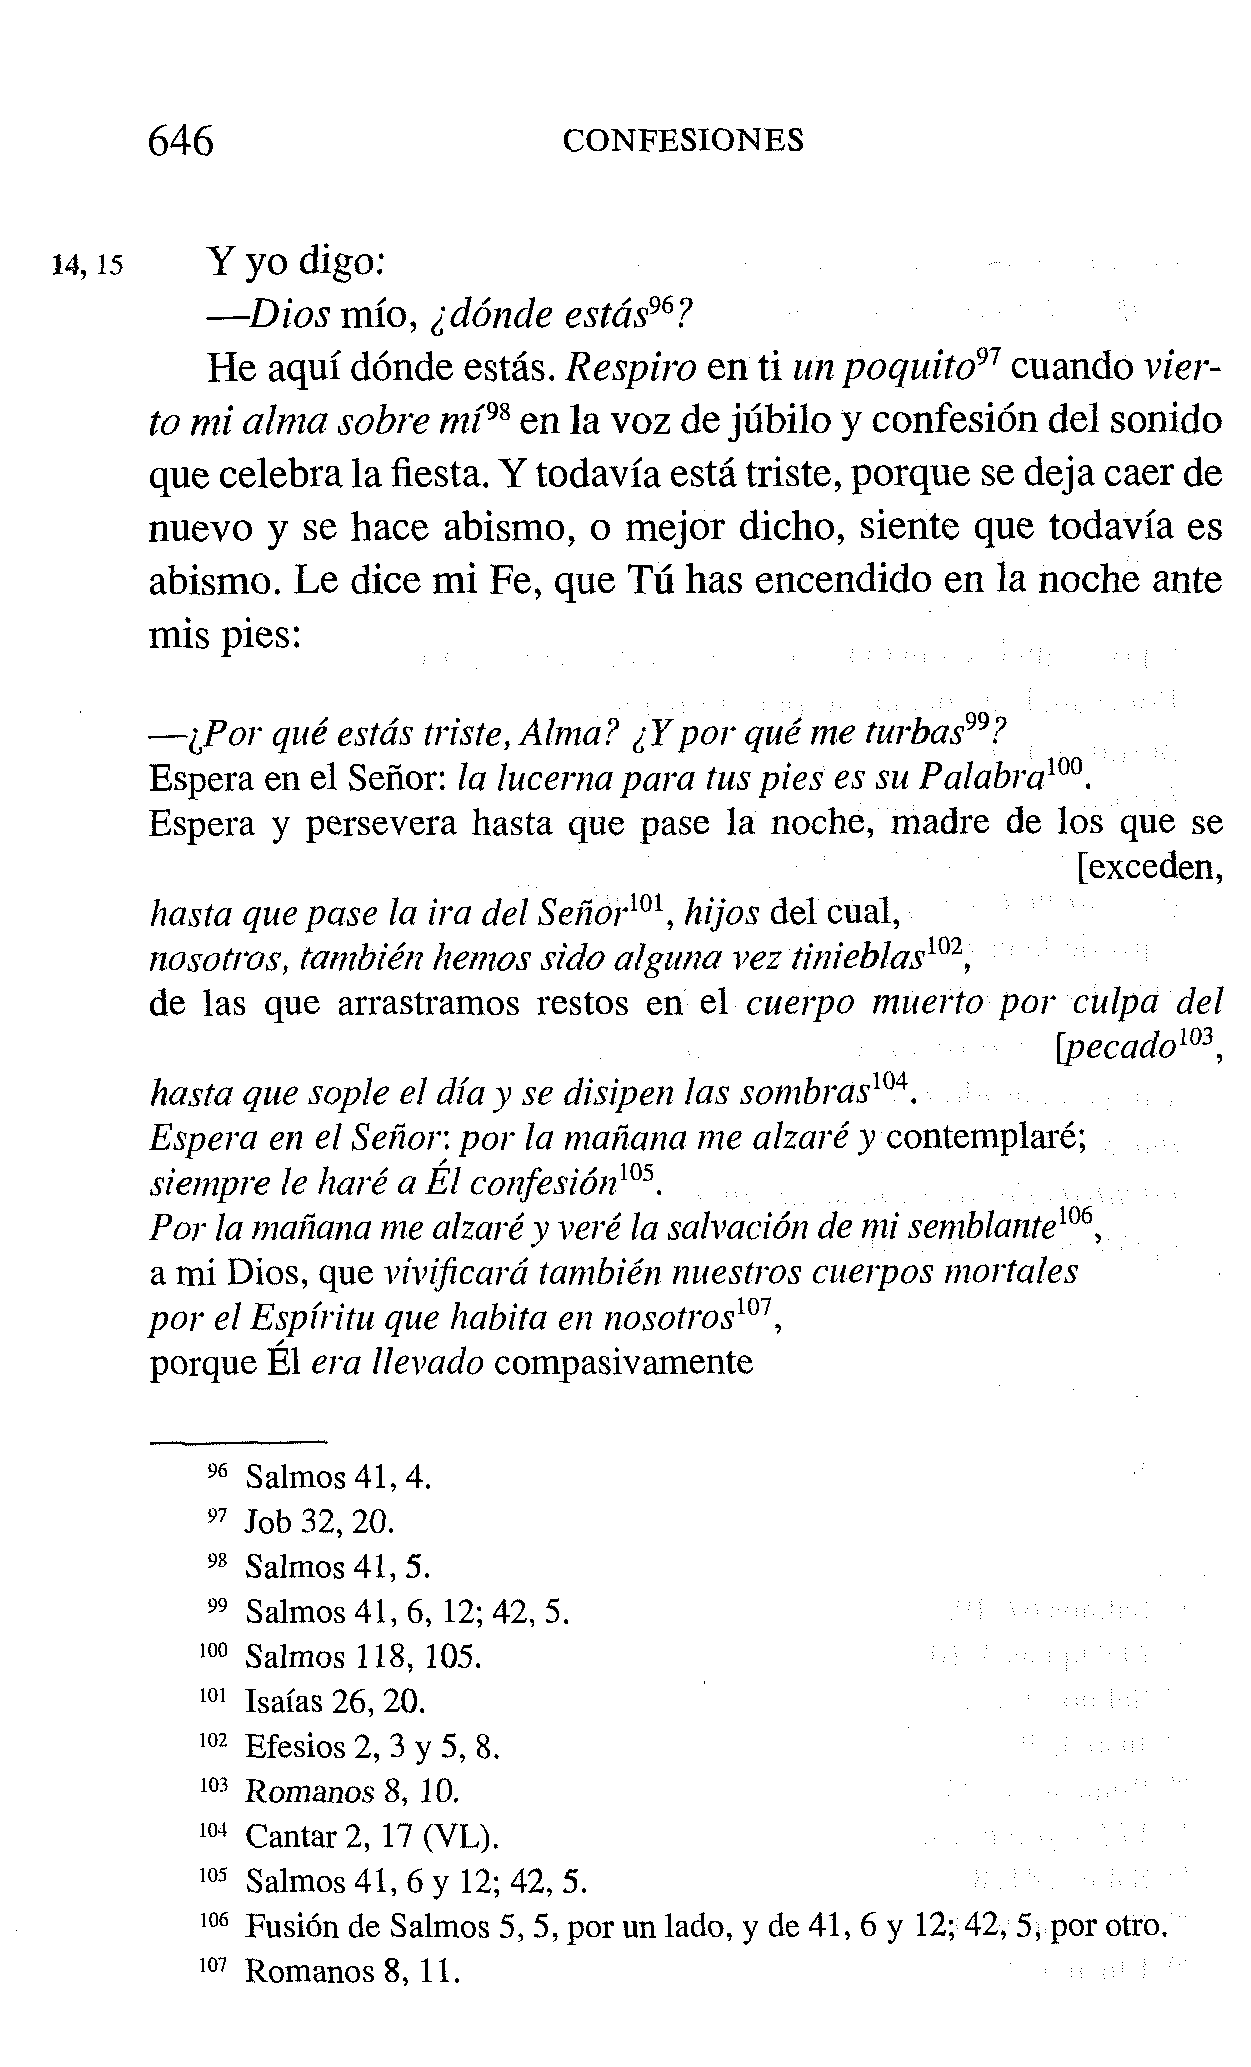 646
CONFESIONES
14, 15
Y yo digo:
—Dios mío, ¿dónde estás⁹⁶?
He aquí dónde estás. Respiro en ti un poquito⁹⁷ cuando vier-
to mi alma sobre mí⁹⁸ en la voz de júbilo y confesión del sonido
que celebra la fiesta. Y todavía está triste, porque se deja caer de
nuevo y se hace abismo, o mejor dicho, siente que todavía es
abismo. Le dice mi Fe, que Tú has encendido en la noche ante
mis pies:
—¿Por qué estás triste, Alma? ¿Y por qué me turbas⁹⁹?
Espera en el Señor: la lucerna para tus pies es su Palabra¹⁰⁰.
Espera y persevera hasta que pase la noche, madre de los que se
[exceden,
hasta que pase la ira del Señor¹⁰¹, hijos del cual,
nosotros, también hemos sido alguna vez tinieblas¹⁰²,
de las que arrastramos restos en el cuerpo muerto por culpa del
[pecado¹⁰³,
hasta que sople el día y se disipen las sombras¹⁰⁴.
Espera en el Señor: por la mañana me alzaré y contemplaré;
siempre le haré a Él confesión¹⁰⁵.
Por la mañana me alzaré y veré la salvación de mi semblante¹⁰⁶,
a mi Dios, que vivificará también nuestros cuerpos mortales
por el Espíritu que habita en nosotros¹⁰⁷,
porque Él era llevado compasivamente
⁹⁶ Salmos 41, 4.
⁹⁷ Job 32, 20.
⁹⁸ Salmos 41, 5.
⁹⁹ Salmos 41, 6, 12; 42, 5.
¹⁰⁰ Salmos 118, 105.
¹⁰¹ Isaías 26, 20.
¹⁰² Efesios 2, 3 y 5, 8.
¹⁰³ Romanos 8, 10.
¹⁰⁴ Cantar 2, 17 (VL).
¹⁰⁵ Salmos 41, 6 y 12; 42, 5.
¹⁰⁶ Fusión de Salmos 5, 5, por un lado, y de 41, 6 y 12; 42, 5, por otro.
¹⁰⁷ Romanos 8, 11.